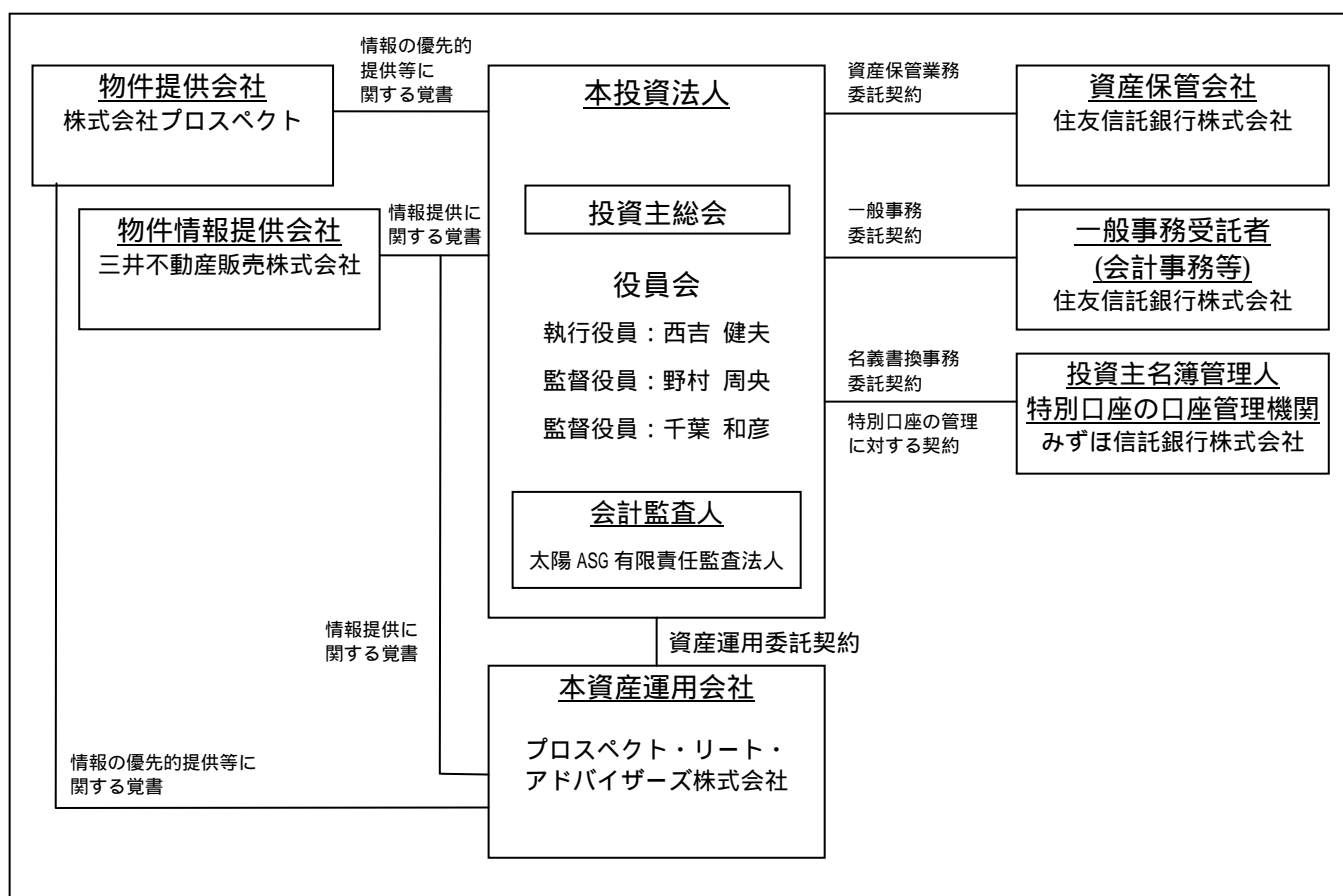 情報の優先的
提供等に
関する覚書
物件提供会社
株式会社プロスペクト
物件情報提供会社
三井不動産販売株式会社
情報提供に
関する覚書
本投資法人
投資主総会
役員会
執行役員：西吉 健夫
監督役員：野村 周央
監督役員：千葉 和彦
会計監査人
太陽 ASG 有限責任監査法人
資産保管業務
委託契約
資産保管会社
住友信託銀行株式会社
一般事務
委託契約
一般事務受託者
(会計事務等)
住友信託銀行株式会社
名義書換事務
委託契約
特別口座の管理
に対する契約
投資主名簿管理人
特別口座の口座管理機関
みずほ信託銀行株式会社
情報提供に
関する覚書
資産運用委託契約
本資産運用会社
プロスペクト・リート・
アドバイザーズ株式会社
情報の優先的提供等に
関する覚書